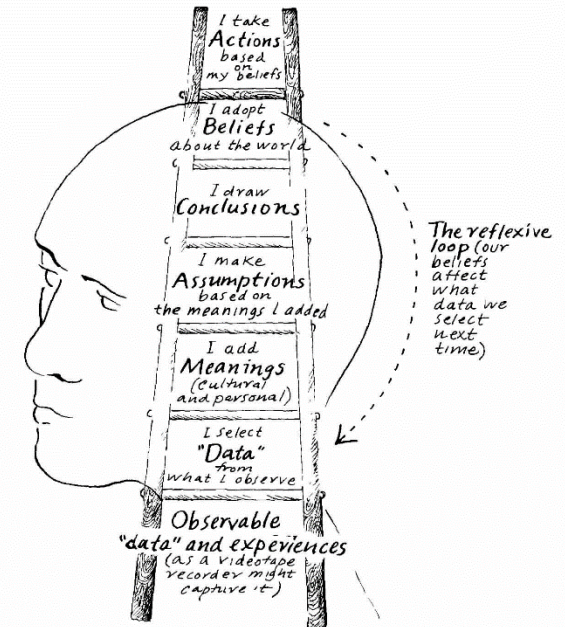 I take
Actions
based
on
my beliefs
I adopt
Beliefs
about the world
I draw
Conclusions
I make
Assumptions
based on
the meanings I added
I add
Meanings
(cultural
and personal)
I select
"Data"
from
what I observe
Observable
"data" and experiences
(as a videotape
recorder might
capture it)
The reflexive
loop (our
beliefs
affect
what
data we
select
next
time)